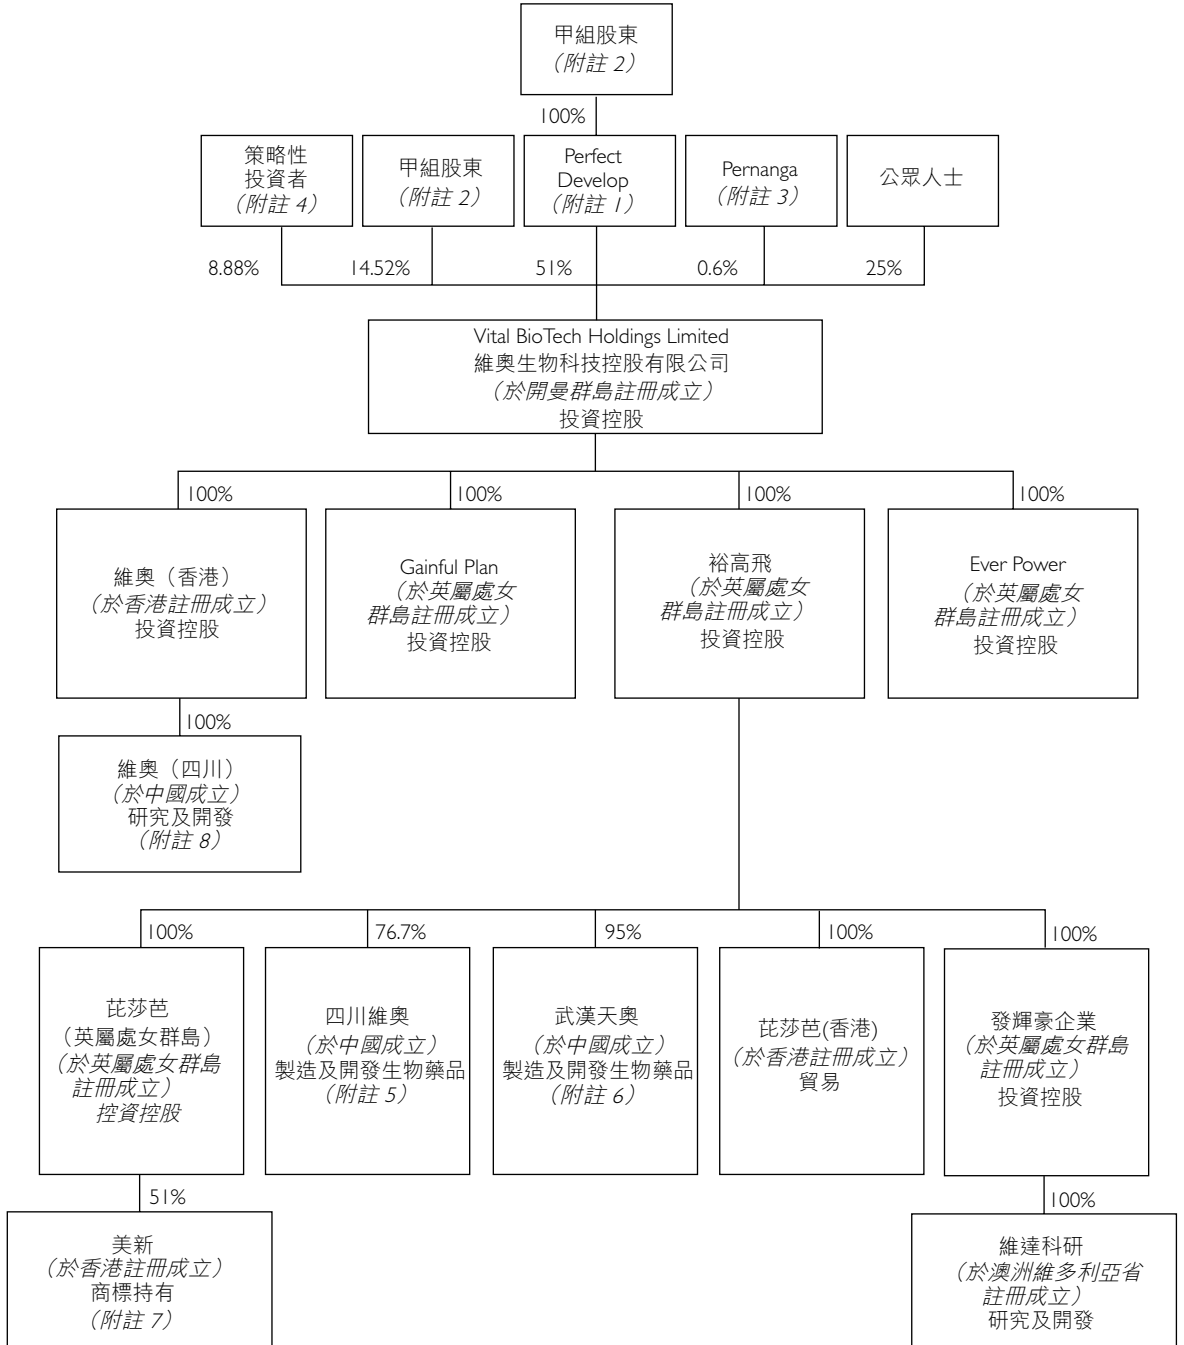 甲組股東
（附註 2）
100%
策略性
投資者
（附註 4）
甲組股東
（附註 2）
Perfect
Develop
（附註 1）
Pernanga
（附註 3）
公眾人士
8.88%
14.52%
51%
0.6%
25%
Vital BioTech Holdings Limited
維奧生物科技控股有限公司
（於開曼群島註冊成立）
投資控股
100%
100%
100%
100%
維奧（香港）
（於香港註冊成立）
投資控股
Gainful Plan
（於英屬處女
群島註冊成立）
投資控股
裕高飛
（於英屬處女
群島註冊成立）
投資控股
Ever Power
（於英屬處女
群島註冊成立）
投資控股
100%
維奧（四川）
（於中國成立）
研究及開發
（附註 8）
100%
76.7%
95%
100%
100%
芘莎芭
（英屬處女群島）
（於英屬處女群島
註冊成立）
控資控股
四川維奧
（於中國成立）
製造及開發生物藥品
（附註 5）
武漢天奧
（於中國成立）
製造及開發生物藥品
（附註 6）
芘莎芭(香港)
（於香港註冊成立）
貿易
發輝豪企業
（於英屬處女群島
註冊成立）
投資控股
51%
100%
美新
（於香港註冊成立）
商標持有
（附註 7）
維達科研
（於澳洲維多利亞省
註冊成立）
研究及開發